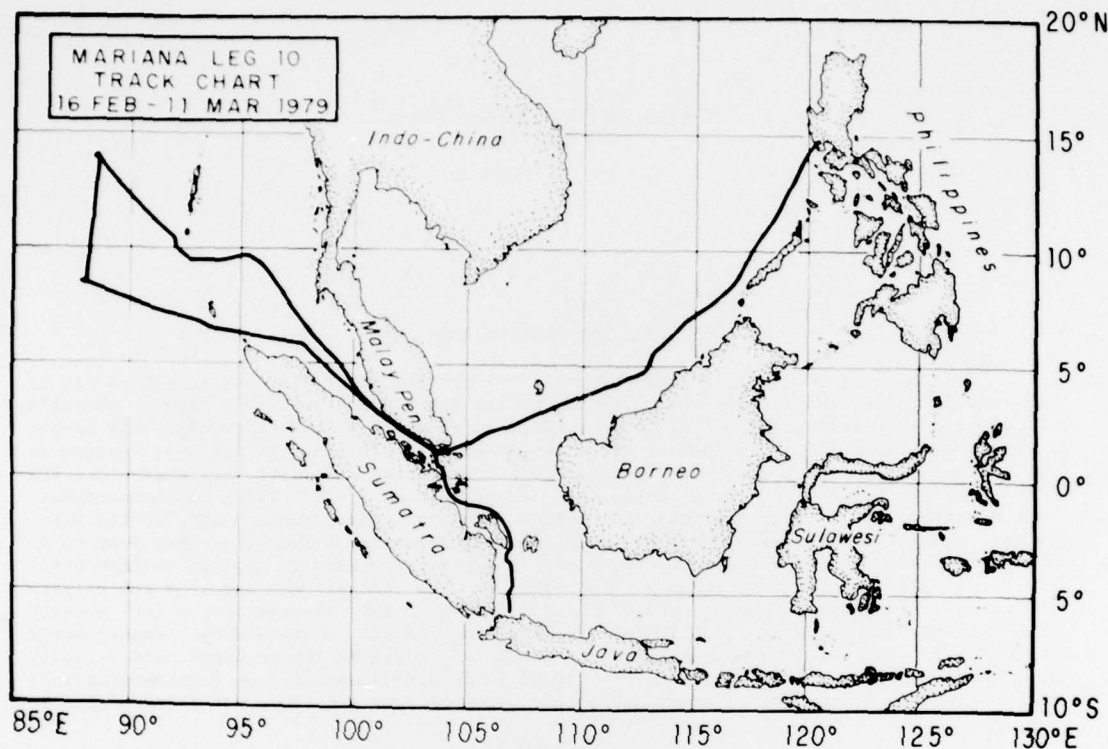 MARIANA LEG 10
TRACK CHART
16 FEB - 11 MAR 1979
20°N
Indo-China
Philippines
15°
10°
Malay Pen.
5°
Sumatra
Borneo
0°
Sulawesi
5°
Java
10°S
85°E 90° 95° 100° 105° 110° 115° 120° 125° 130°E